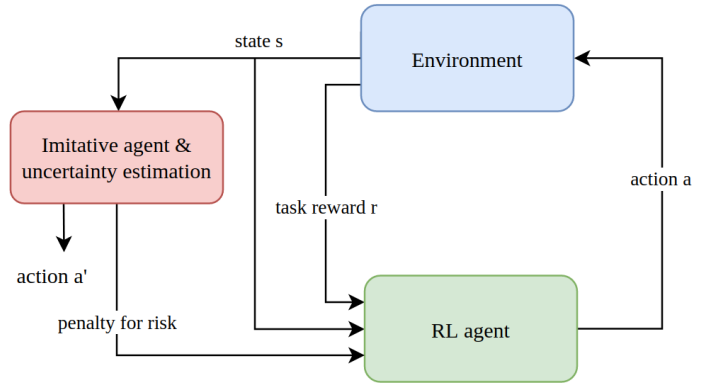 state s
Environment
Imitative agent &
uncertainty estimation
action a
task reward r
action a'
penalty for risk
RL agent